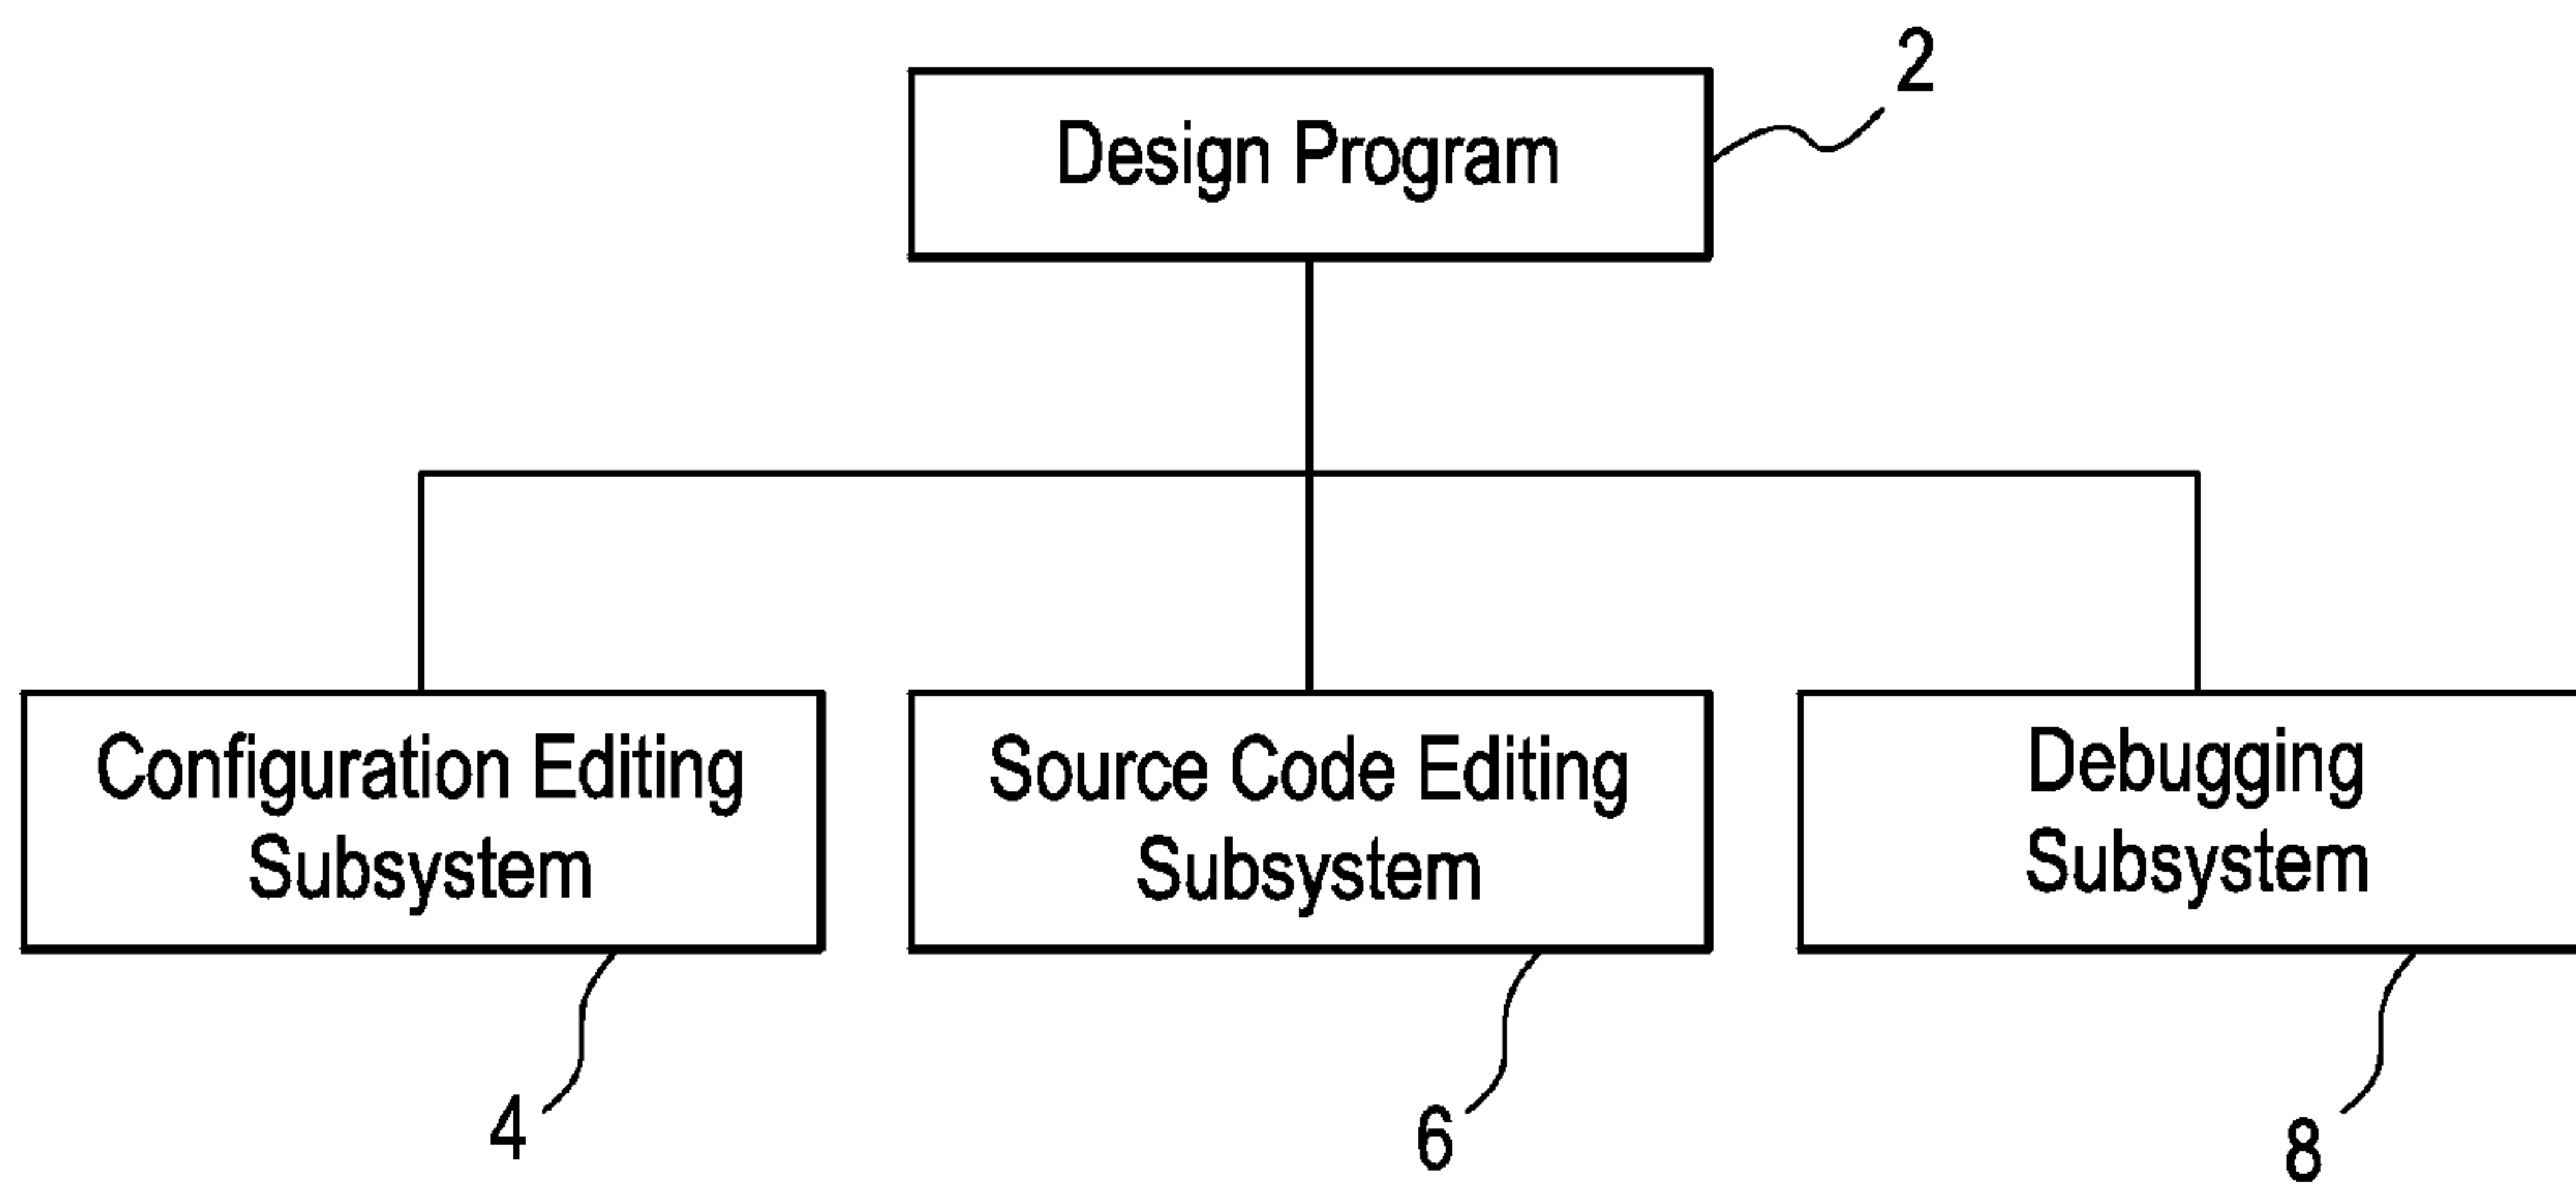 2
Design Program
Configuration Editing
Subsystem
Source Code Editing
Subsystem
Debugging
Subsystem
4
6
8